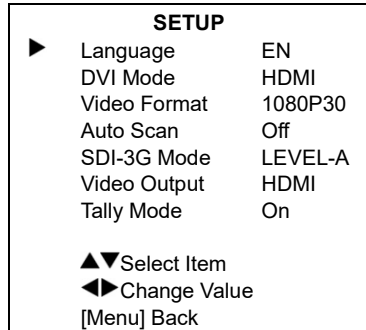 SETUP
▶ Language EN
DVI Mode HDMI
Video Format 1080P30
Auto Scan Off
SDI-3G Mode LEVEL-A
Video Output HDMI
Tally Mode On
▲▼Select Item
◀▶Change Value
[Menu] Back